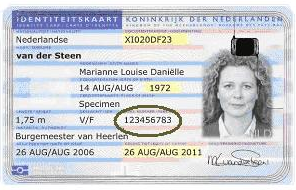 IDENTITEITSKAART KONINKRIJK DER NEDERLANDEN
Nederlandse XI020DF23
van der Steen
Marianne Louise Daniëlle
14 AUG/AUG 1972
Specimen
1,75 m V/F 123456783
Burgemeester van Heerlen
26 AUG/AUG 2006 26 AUG/AUG 2011